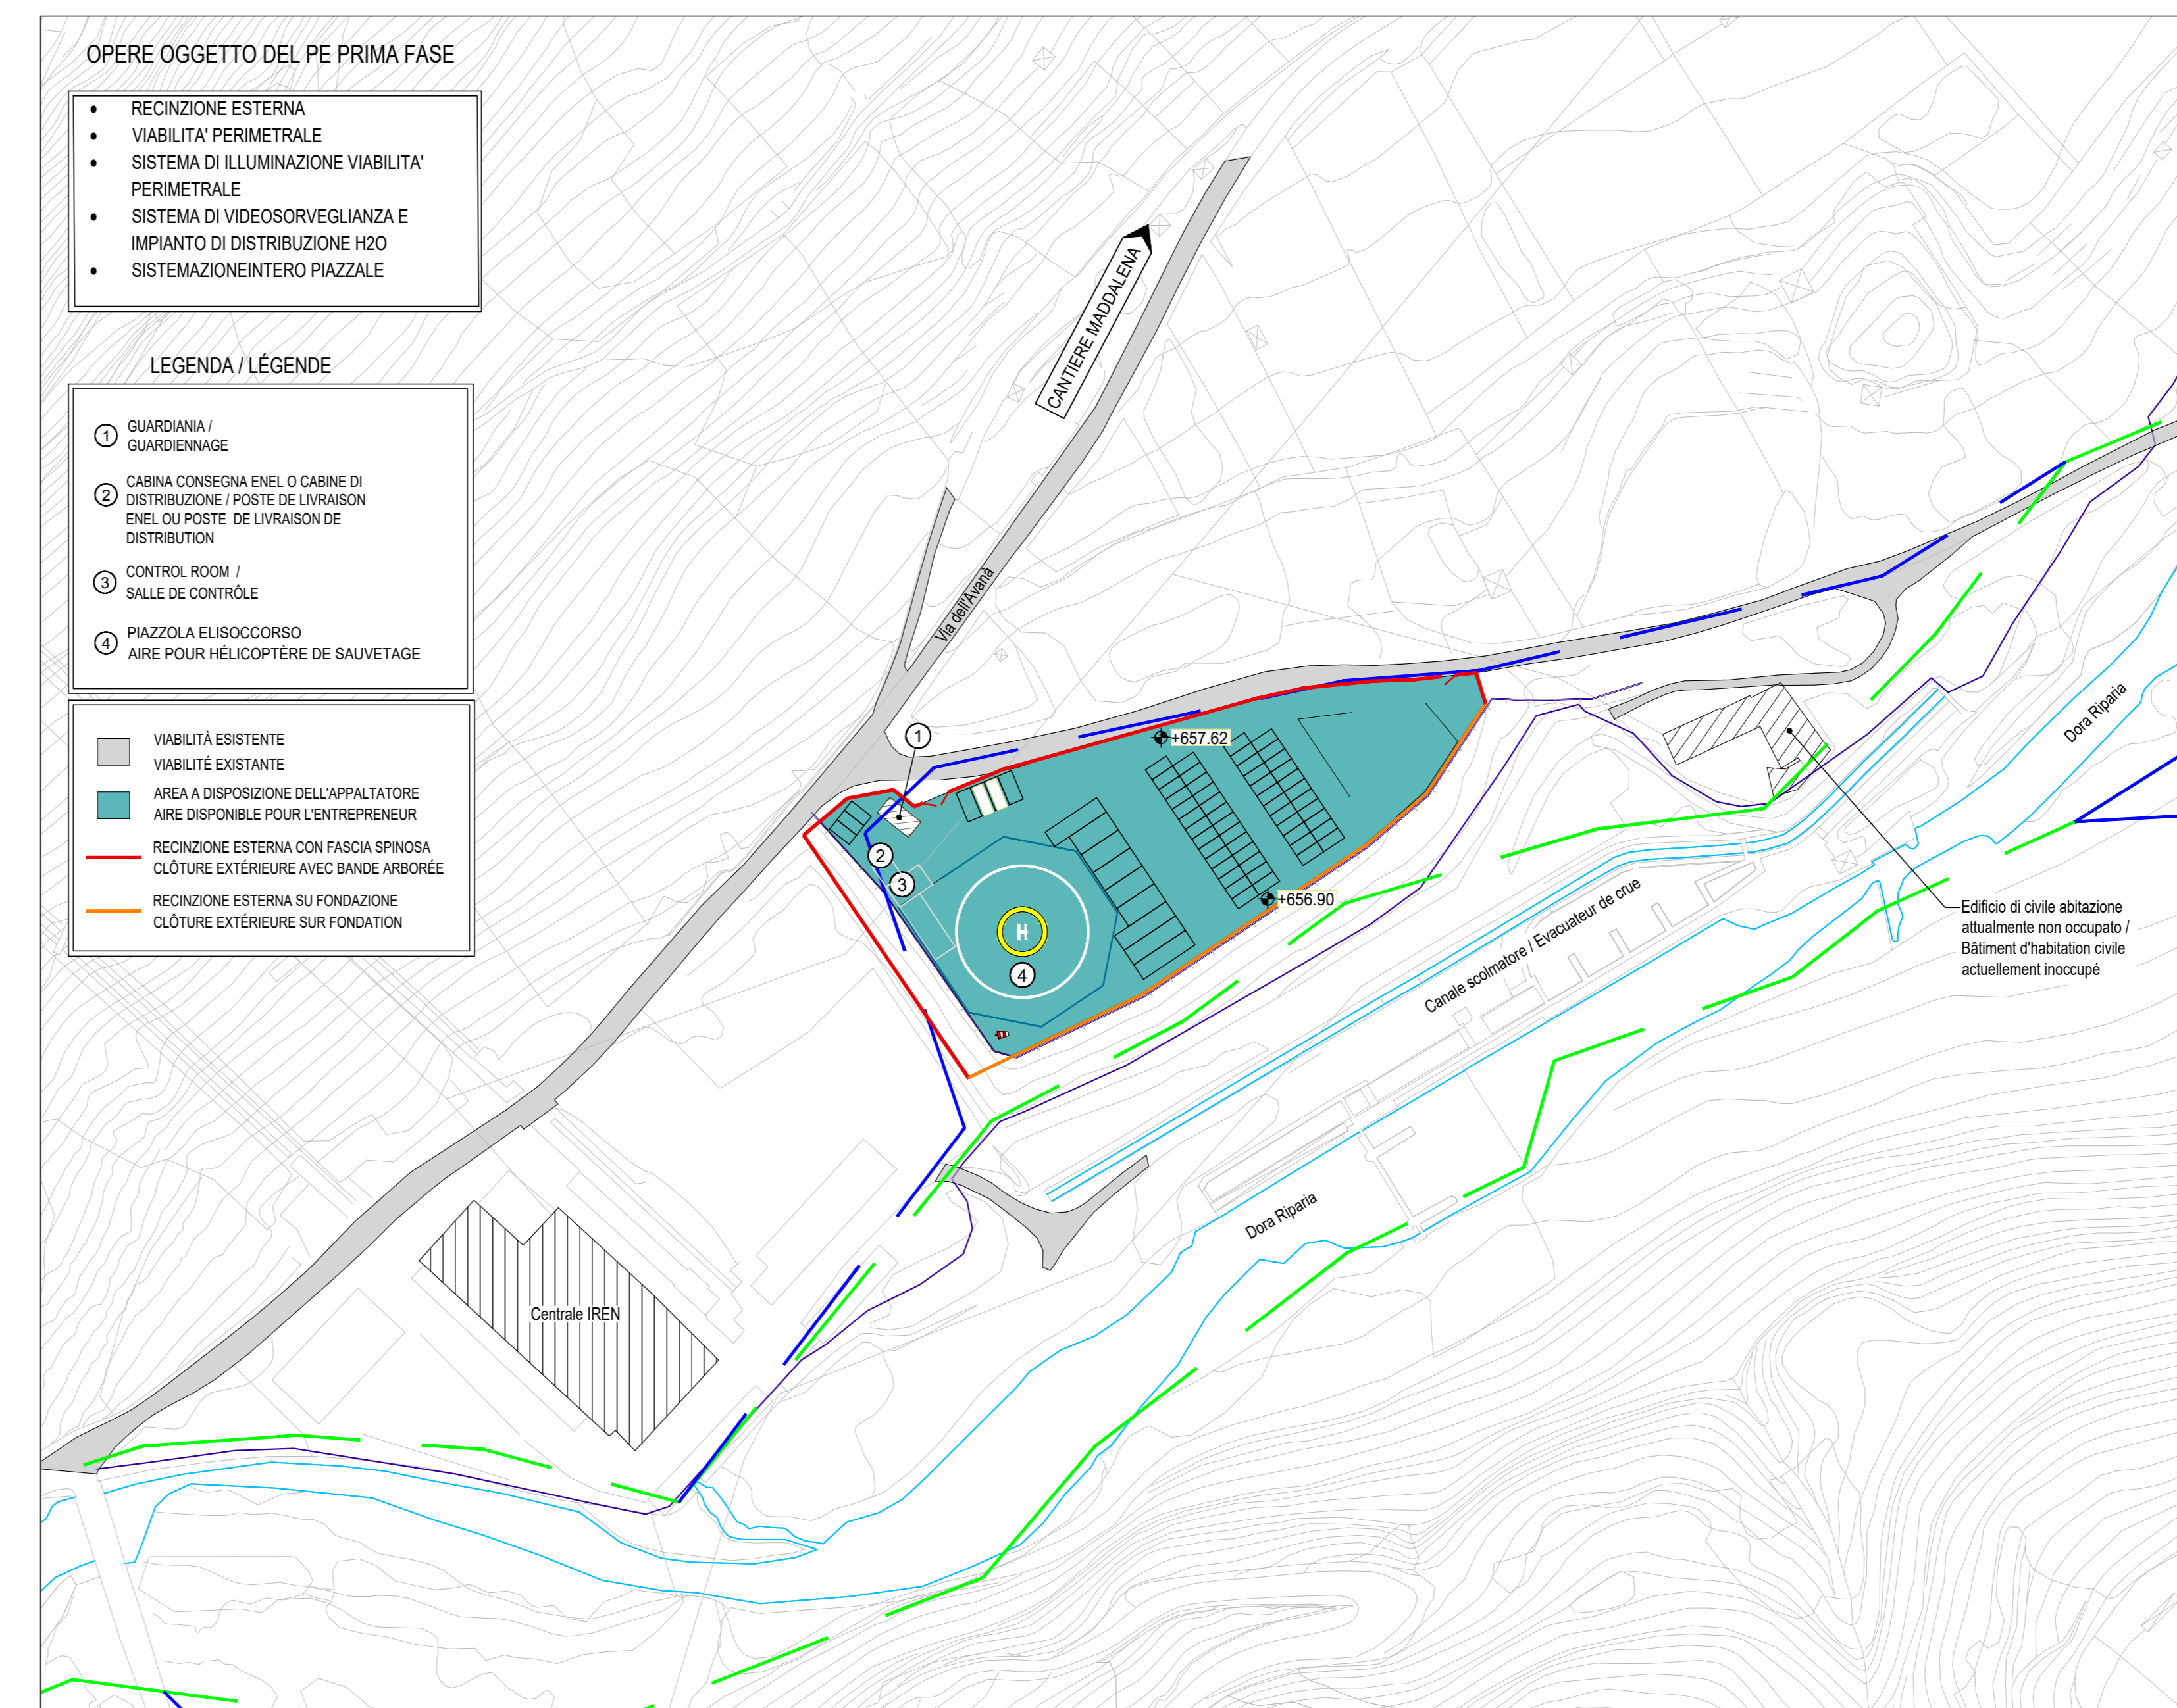 OPERE OGGETTO DEL PE PRIMA FASE
• RECINZIONE ESTERNA
• VIABILITA' PERIMETRALE
• SISTEMA DI ILLUMINAZIONE VIABILITA'
PERIMETRALE
• SISTEMA DI VIDEOSORVEGLIANZA E
IMPIANTO DI DISTRIBUZIONE H2O
• SISTEMAZIONEINTERO PIAZZALE
LEGENDA / LÉGENDE
1 GUARDIANIA /
GUARDIENNAGE
2 CABINA CONSEGNA ENEL O CABINE DI
DISTRIBUZIONE / POSTE DE LIVRAISON
ENEL OU POSTE DE LIVRAISON DE
DISTRIBUTION
3 CONTROL ROOM /
SALLE DE CONTRÔLE
4 PIAZZOLA ELISOCCORSO
AIRE POUR HÉLICOPTÈRE DE SAUVETAGE
VIABILITÀ ESISTENTE
VIABILITÉ EXISTANTE
AREA A DISPOSIZIONE DELL'APPALTATORE
AIRE DISPONIBLE POUR L'ENTREPRENEUR
RECINZIONE ESTERNA CON FASCIA SPINOSA
CLÔTURE EXTÉRIEURE AVEC BANDE ARBORÉE
RECINZIONE ESTERNA SU FONDAZIONE
CLÔTURE EXTÉRIEURE SUR FONDATION
CANTIERE MADDALENA
Via dell'Avanà
1
+657.62
2
3
+656.90
H
4
Dora Riparia
Canale scolmatore / Evacuateur de crue
Edificio di civile abitazione
attualmente non occupato /
Bâtiment d'habitation civile
actuellement inoccupé
Dora Riparia
Centrale IREN